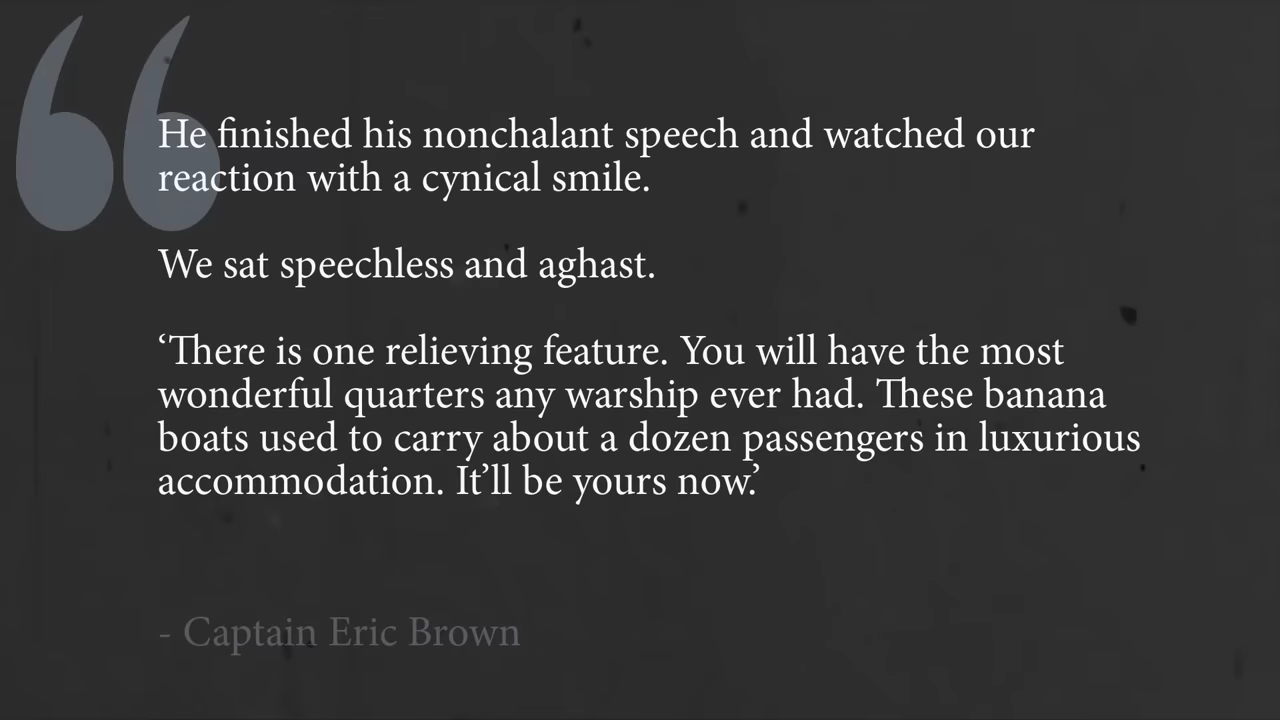 “
He finished his nonchalant speech and watched our
reaction with a cynical smile.
We sat speechless and aghast.
‘There is one relieving feature. You will have the most
wonderful quarters any warship ever had. These banana
boats used to carry about a dozen passengers in luxurious
accommodation. It’ll be yours now.’
- Captain Eric Brown